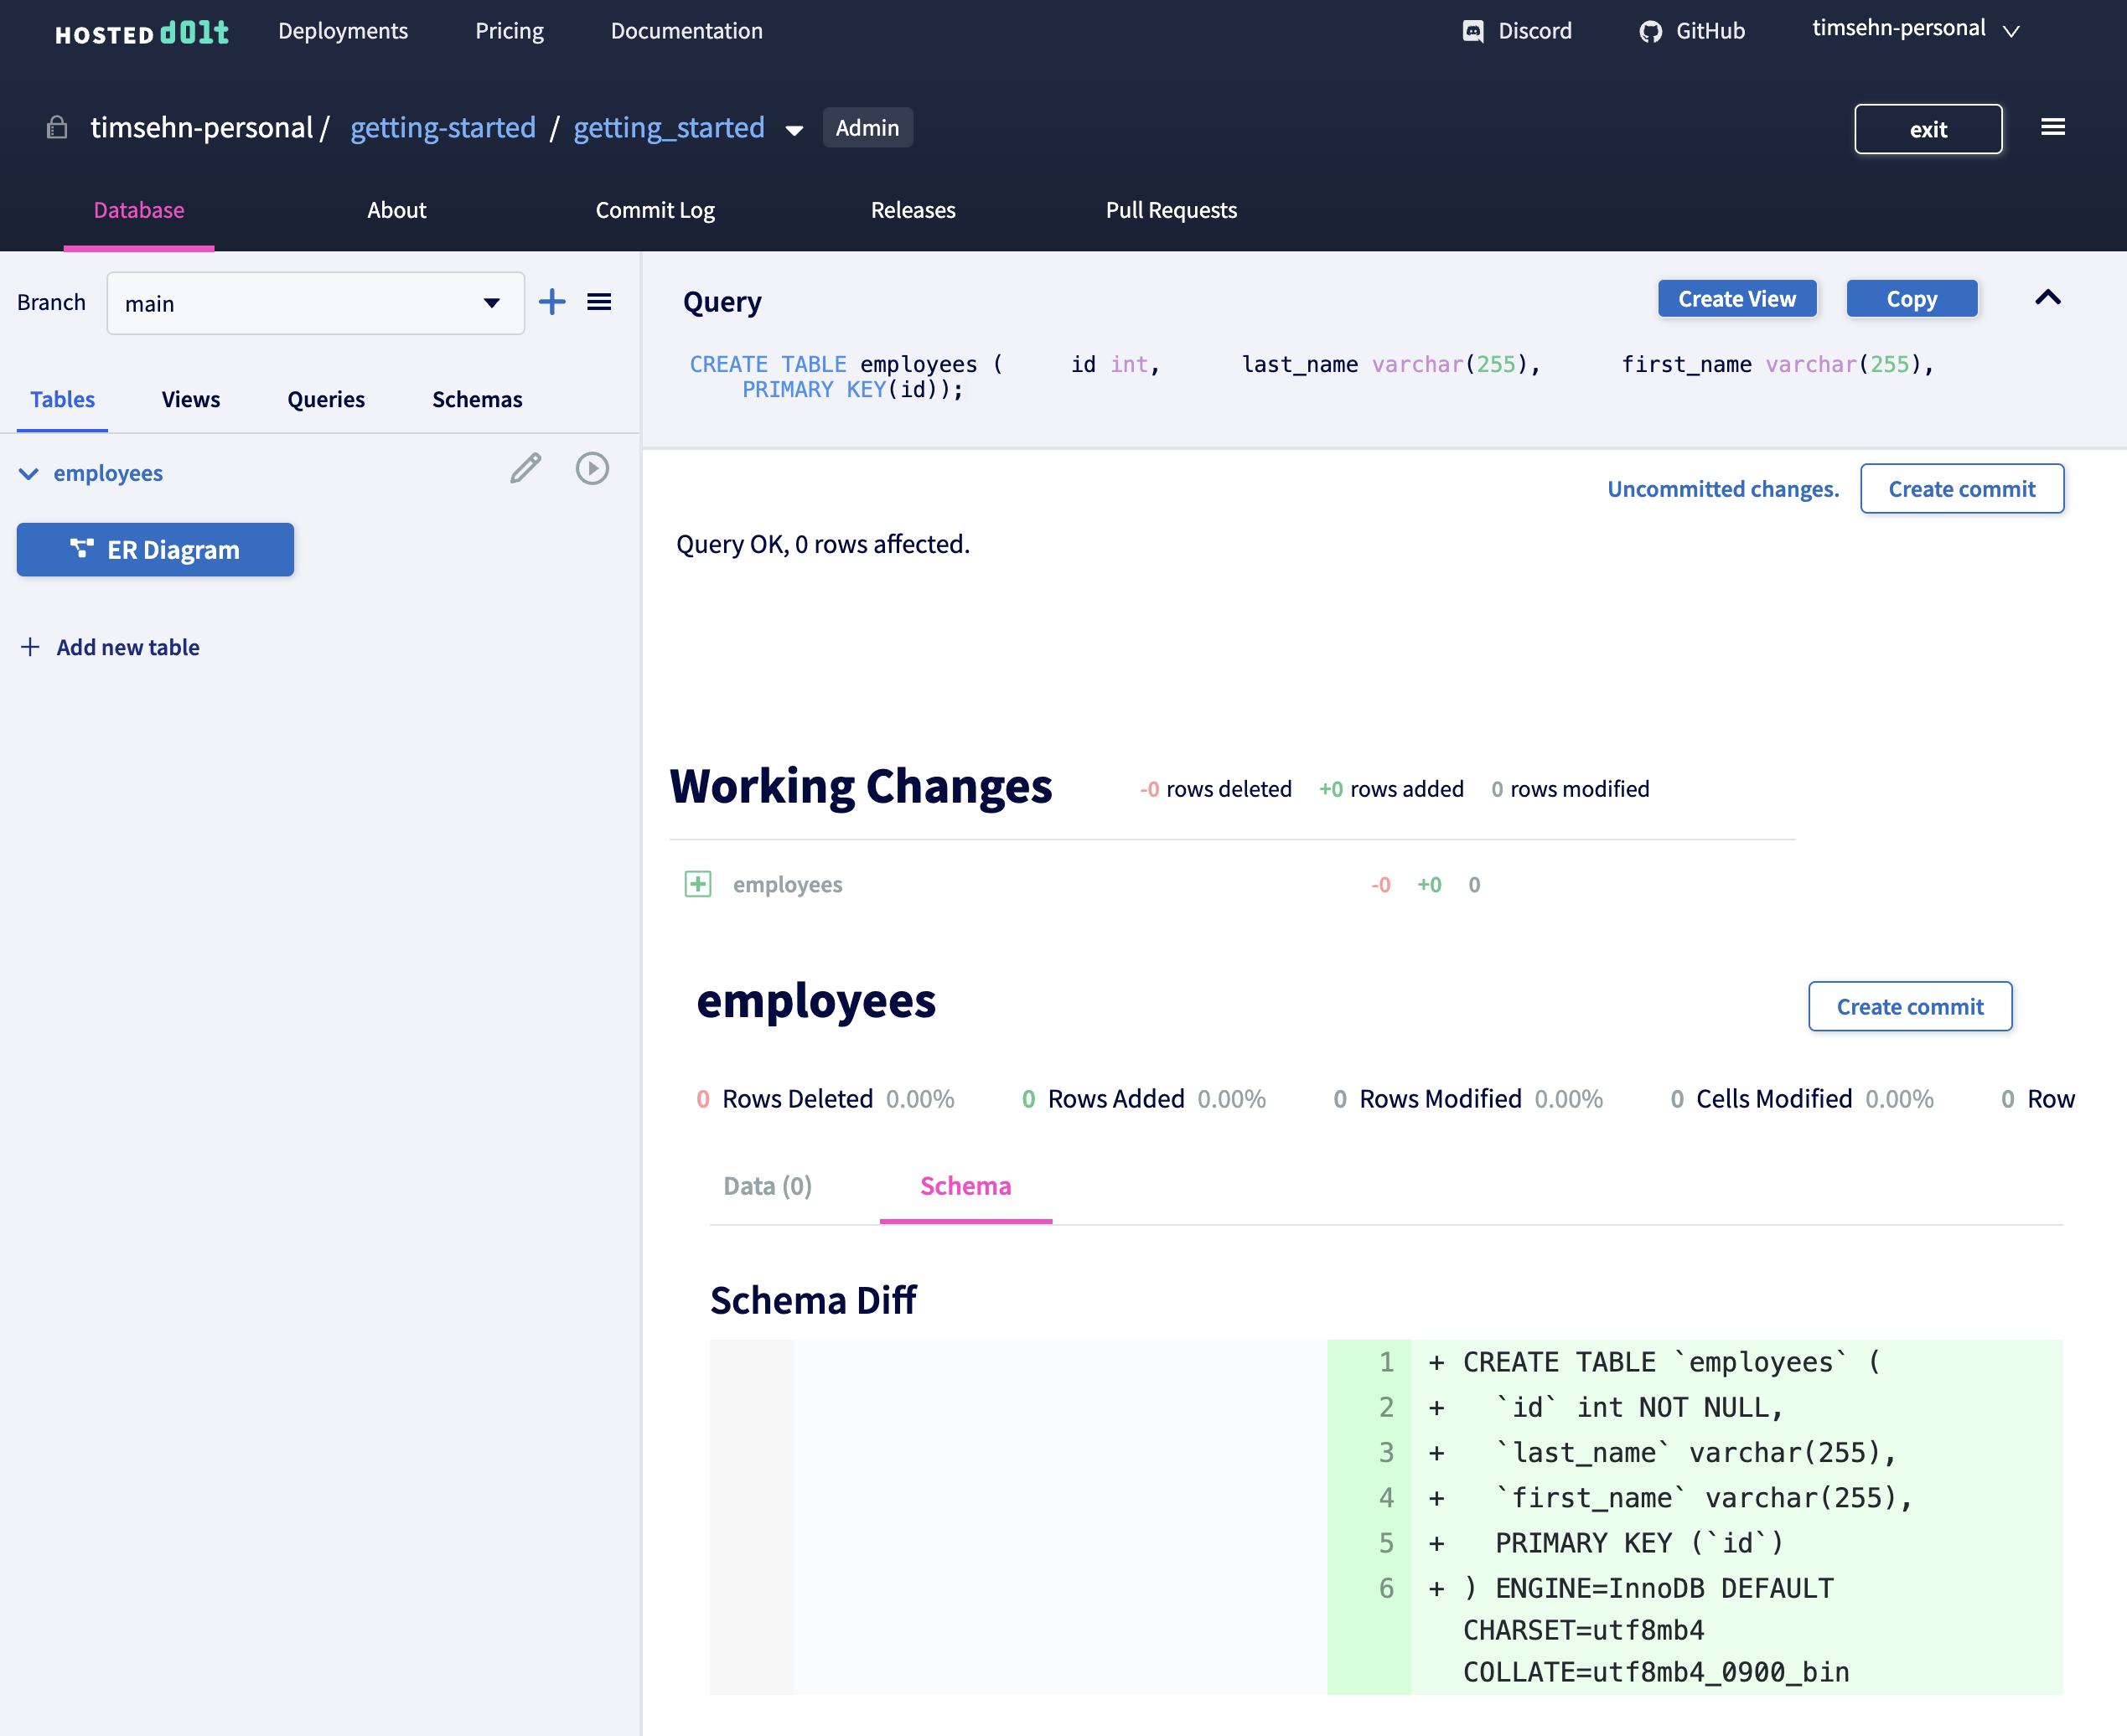 HOSTED dolt Deployments Pricing Documentation Discord GitHub timsehn-personal
timsehn-personal / getting-started / getting_started Admin exit
Database About Commit Log Releases Pull Requests
Branch main
Tables Views Queries Schemas
employees
ER Diagram
Add new table
Query Create View Copy
CREATE TABLE employees (     id int,      last_name varchar(255),      first_name varchar(255),
PRIMARY KEY(id));
Uncommitted changes. Create commit
Query OK, 0 rows affected.
Working Changes -0 rows deleted +0 rows added 0 rows modified
employees -0 +0 0
employees Create commit
0 Rows Deleted 0.00% 0 Rows Added 0.00% 0 Rows Modified 0.00% 0 Cells Modified 0.00% 0 Row
Data (0) Schema
Schema Diff
1 + CREATE TABLE `employees` (
2 +   `id` int NOT NULL,
3 +   `last_name` varchar(255),
4 +   `first_name` varchar(255),
5 +   PRIMARY KEY (`id`)
6 + ) ENGINE=InnoDB DEFAULT
CHARSET=utf8mb4
COLLATE=utf8mb4_0900_bin